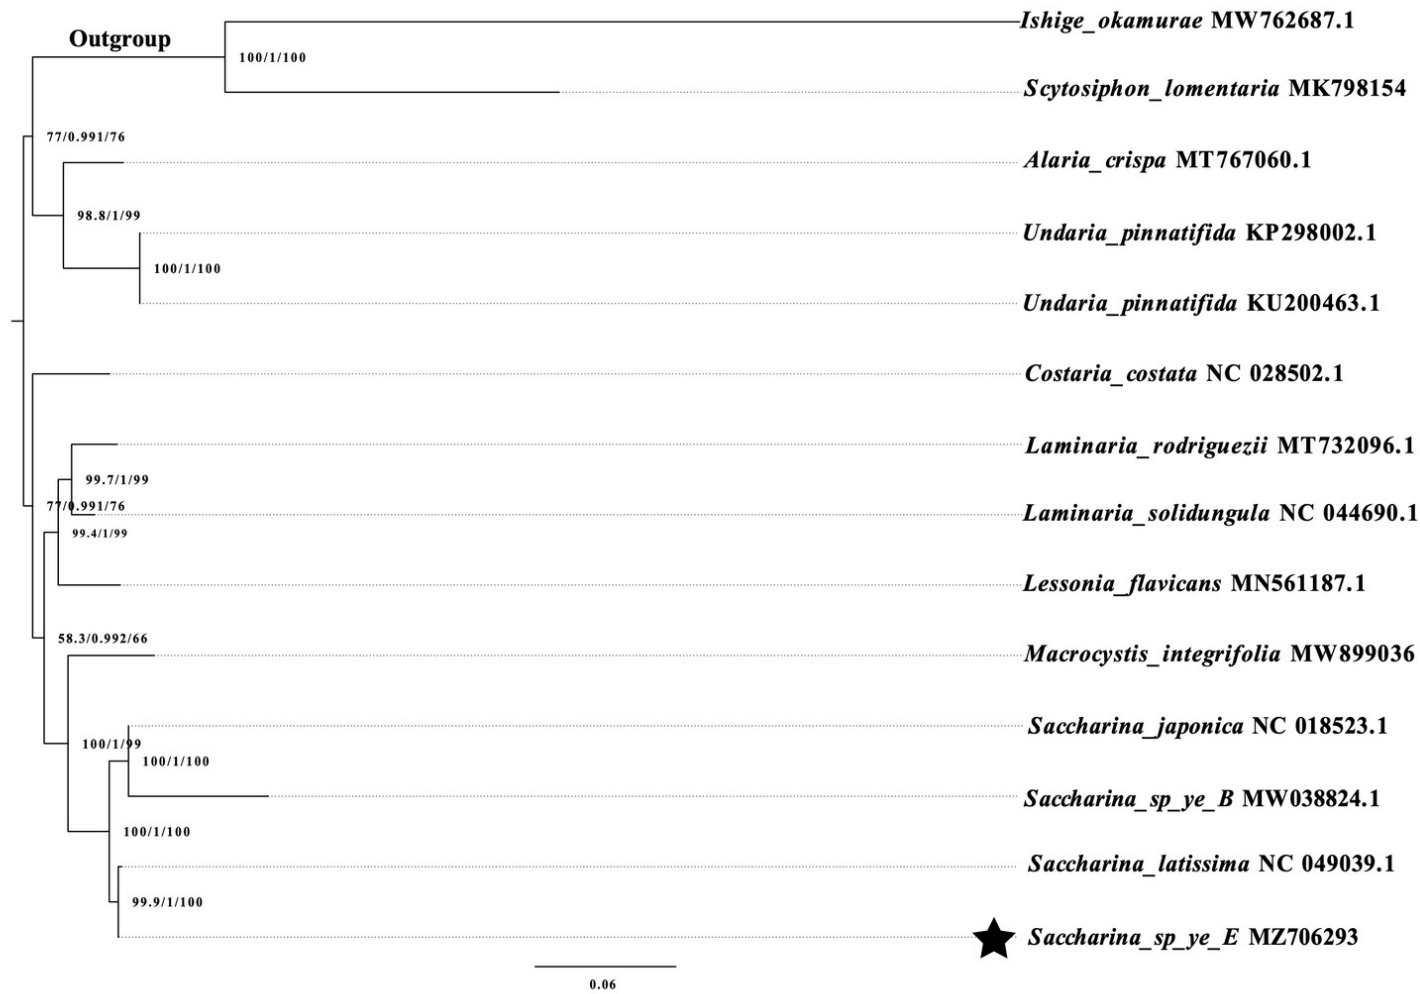 Ishige_okamurae MW762687.1
Outgroup
100/1/100
Scytosiphon_lomentaria MK798154
77/0.991/76
Alaria_crispa MT767060.1
98.8/1/99
Undaria_pinnatifida KP298002.1
100/1/100
Undaria_pinnatifida KU200463.1
Costaria_costata NC 028502.1
Laminaria_rodriguezii MT732096.1
99.7/1/99
77/0.991/76
Laminaria_solidungula NC 044690.1
99.4/1/99
Lessonia_flavicans MN561187.1
58.3/0.992/66
Macrocystis_integrifolia MW899036
Saccharina_japonica NC 018523.1
100/1/99
100/1/100
Saccharina_sp_ye_B MW038824.1
100/1/100
Saccharina_latissima NC 049039.1
99.9/1/100
Saccharina_sp_ye_E MZ706293
0.06